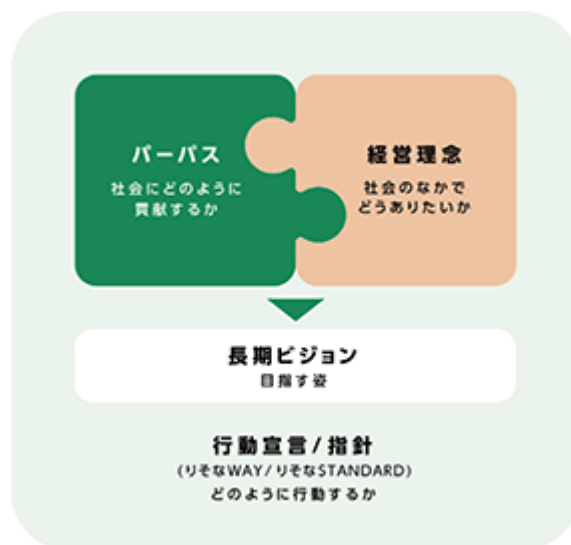 パーパス
社会にどのように
貢献するか
経営理念
社会のなかで
どうありたいか
長期ビジョン
目指す姿
行動宣言/指針
(りそなWAY/りそなSTANDARD)
どのように行動するか